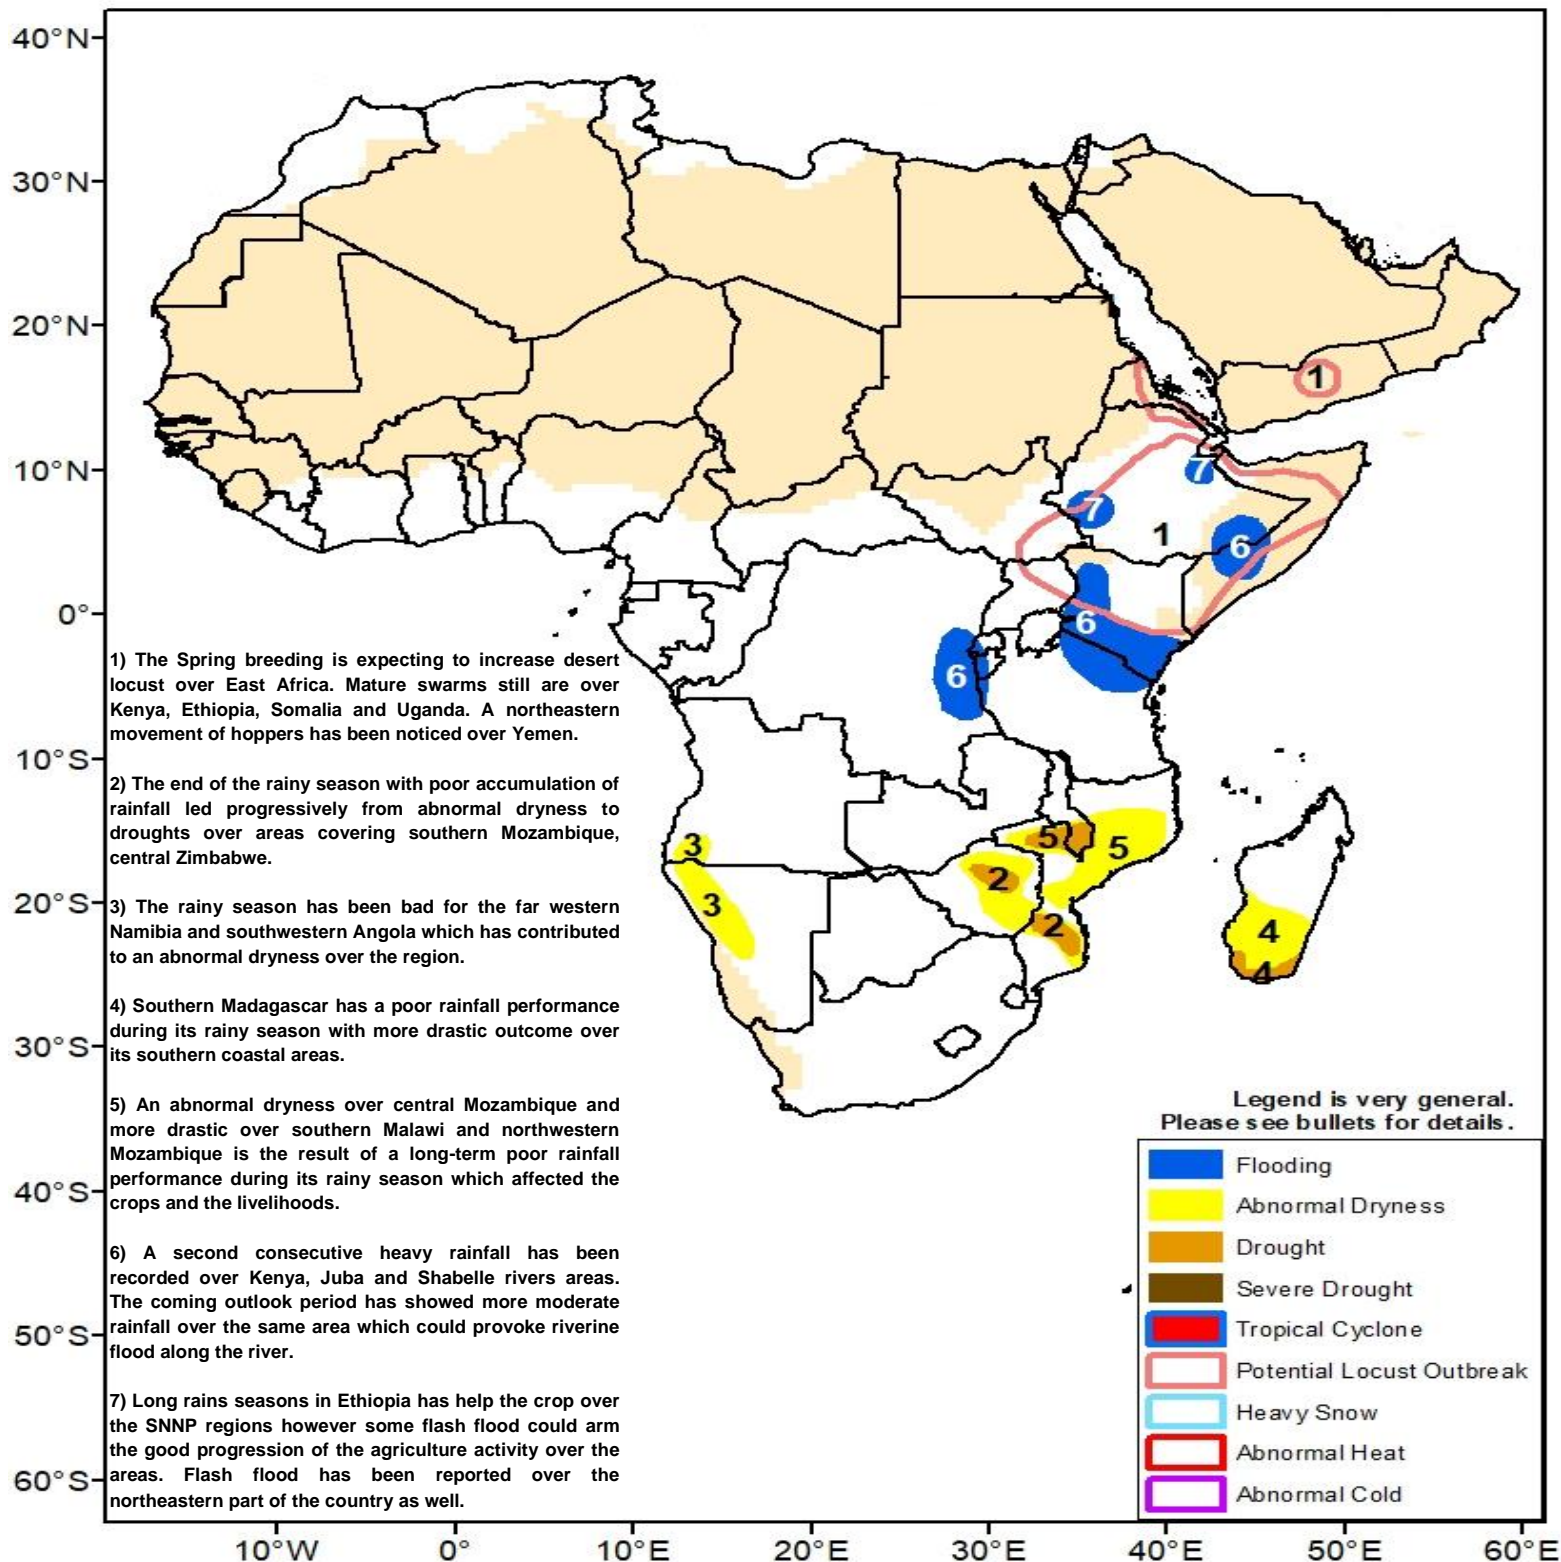 40°N
30°N
20°N
10°N
0°
10°S
20°S
30°S
40°S
50°S
60°S
10°W
0°
10°E
20°E
30°E
40°E
50°E
60°E
1
7
7
1
6
6
6
5
5
3
2
3
2
4
4
1) The Spring breeding is expecting to increase desert
locust over East Africa. Mature swarms still are over
Kenya, Ethiopia, Somalia and Uganda. A northeastern
movement of hoppers has been noticed over Yemen.
2) The end of the rainy season with poor accumulation of
rainfall led progressively from abnormal dryness to
droughts over areas covering southern Mozambique,
central Zimbabwe.
3) The rainy season has been bad for the far western
Namibia and southwestern Angola which has contributed
to an abnormal dryness over the region.
4) Southern Madagascar has a poor rainfall performance
during its rainy season with more drastic outcome over
its southern coastal areas.
5) An abnormal dryness over central Mozambique and
more drastic over southern Malawi and northwestern
Mozambique is the result of a long-term poor rainfall
performance during its rainy season which affected the
crops and the livelihoods.
6) A second consecutive heavy rainfall has been
recorded over Kenya, Juba and Shabelle rivers areas.
The coming outlook period has showed more moderate
rainfall over the same area which could provoke riverine
flood along the river.
7) Long rains seasons in Ethiopia has help the crop over
the SNNP regions however some flash flood could arm
the good progression of the agriculture activity over the
areas. Flash flood has been reported over the
northeastern part of the country as well.
Legend is very general.
Please see bullets for details.
Flooding
Abnormal Dryness
Drought
Severe Drought
Tropical Cyclone
Potential Locust Outbreak
Heavy Snow
Abnormal Heat
Abnormal Cold